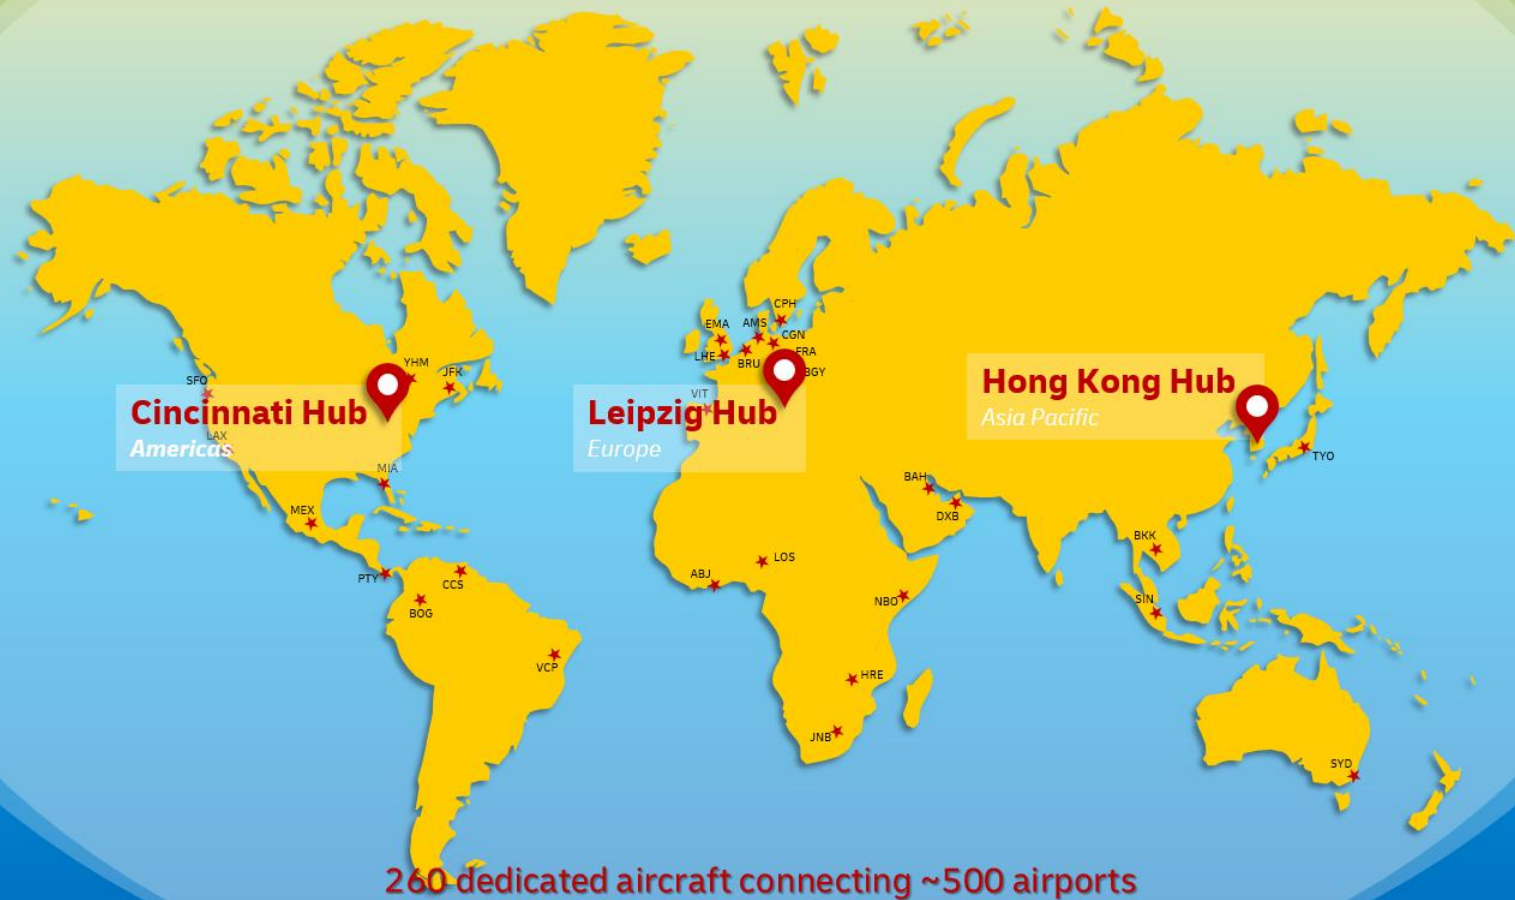 CPH
EMA
AMS
CGN
LHE
BRU
FRA
BGY
YHM
JFK
SFO
VIT
Cincinnati Hub
Americas
LAX
Leipzig Hub
Europe
Hong Kong Hub
Asia Pacific
TYO
MIA
BAH
DXB
MEX
BKK
LOS
ABJ
PTY
CCS
NBO
SIN
BOG
VCP
HRE
JNB
SYD
260 dedicated aircraft connecting ~500 airports